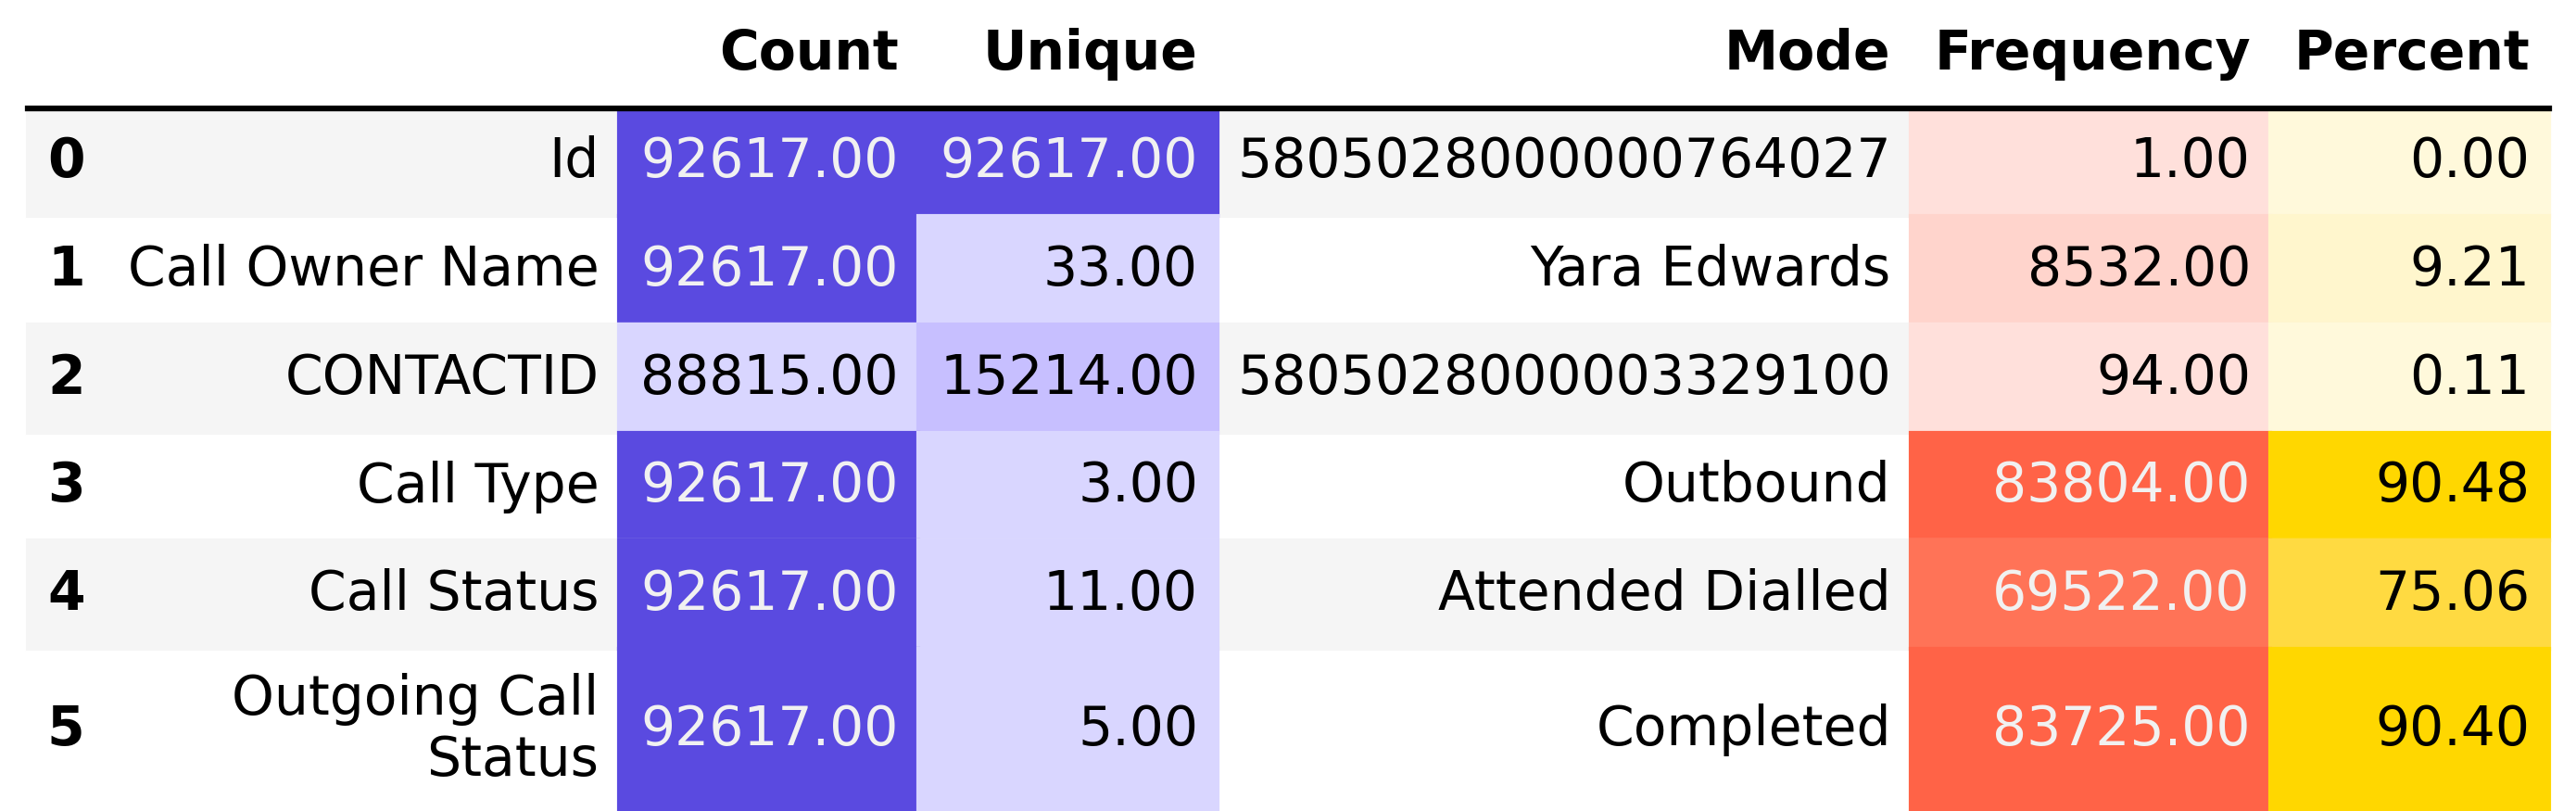 Count Unique Mode Frequency Percent
0 Id 92617.00 92617.00 5805028000000764027 1.00 0.00
1 Call Owner Name 92617.00 33.00 Yara Edwards 8532.00 9.21
2 CONTACTID 88815.00 15214.00 5805028000003329100 94.00 0.11
3 Call Type 92617.00 3.00 Outbound 83804.00 90.48
4 Call Status 92617.00 11.00 Attended Dialled 69522.00 75.06
5 Outgoing Call
Status 92617.00 5.00 Completed 83725.00 90.40